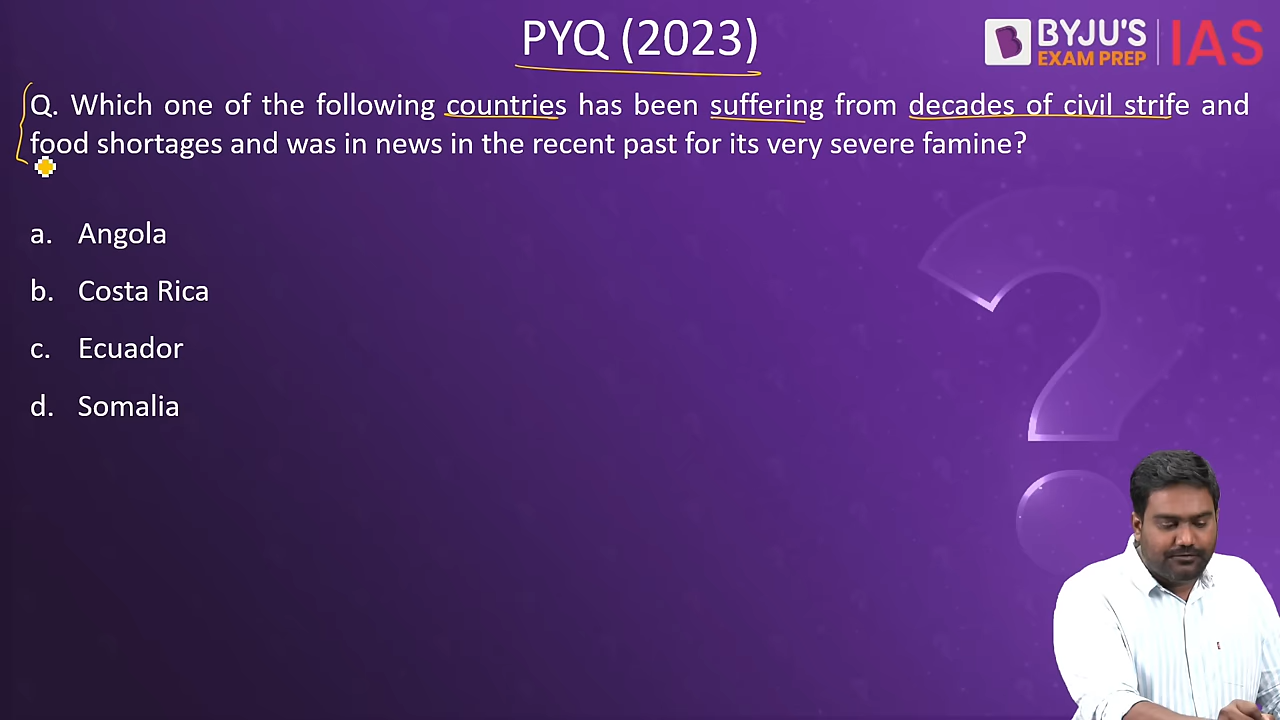 PYQ (2023)
BYJU'S
EXAM PREP
IAS
Q. Which one of the following countries has been suffering from decades of civil strife and
food shortages and was in news in the recent past for its very severe famine?
a. Angola
b. Costa Rica
c. Ecuador
d. Somalia